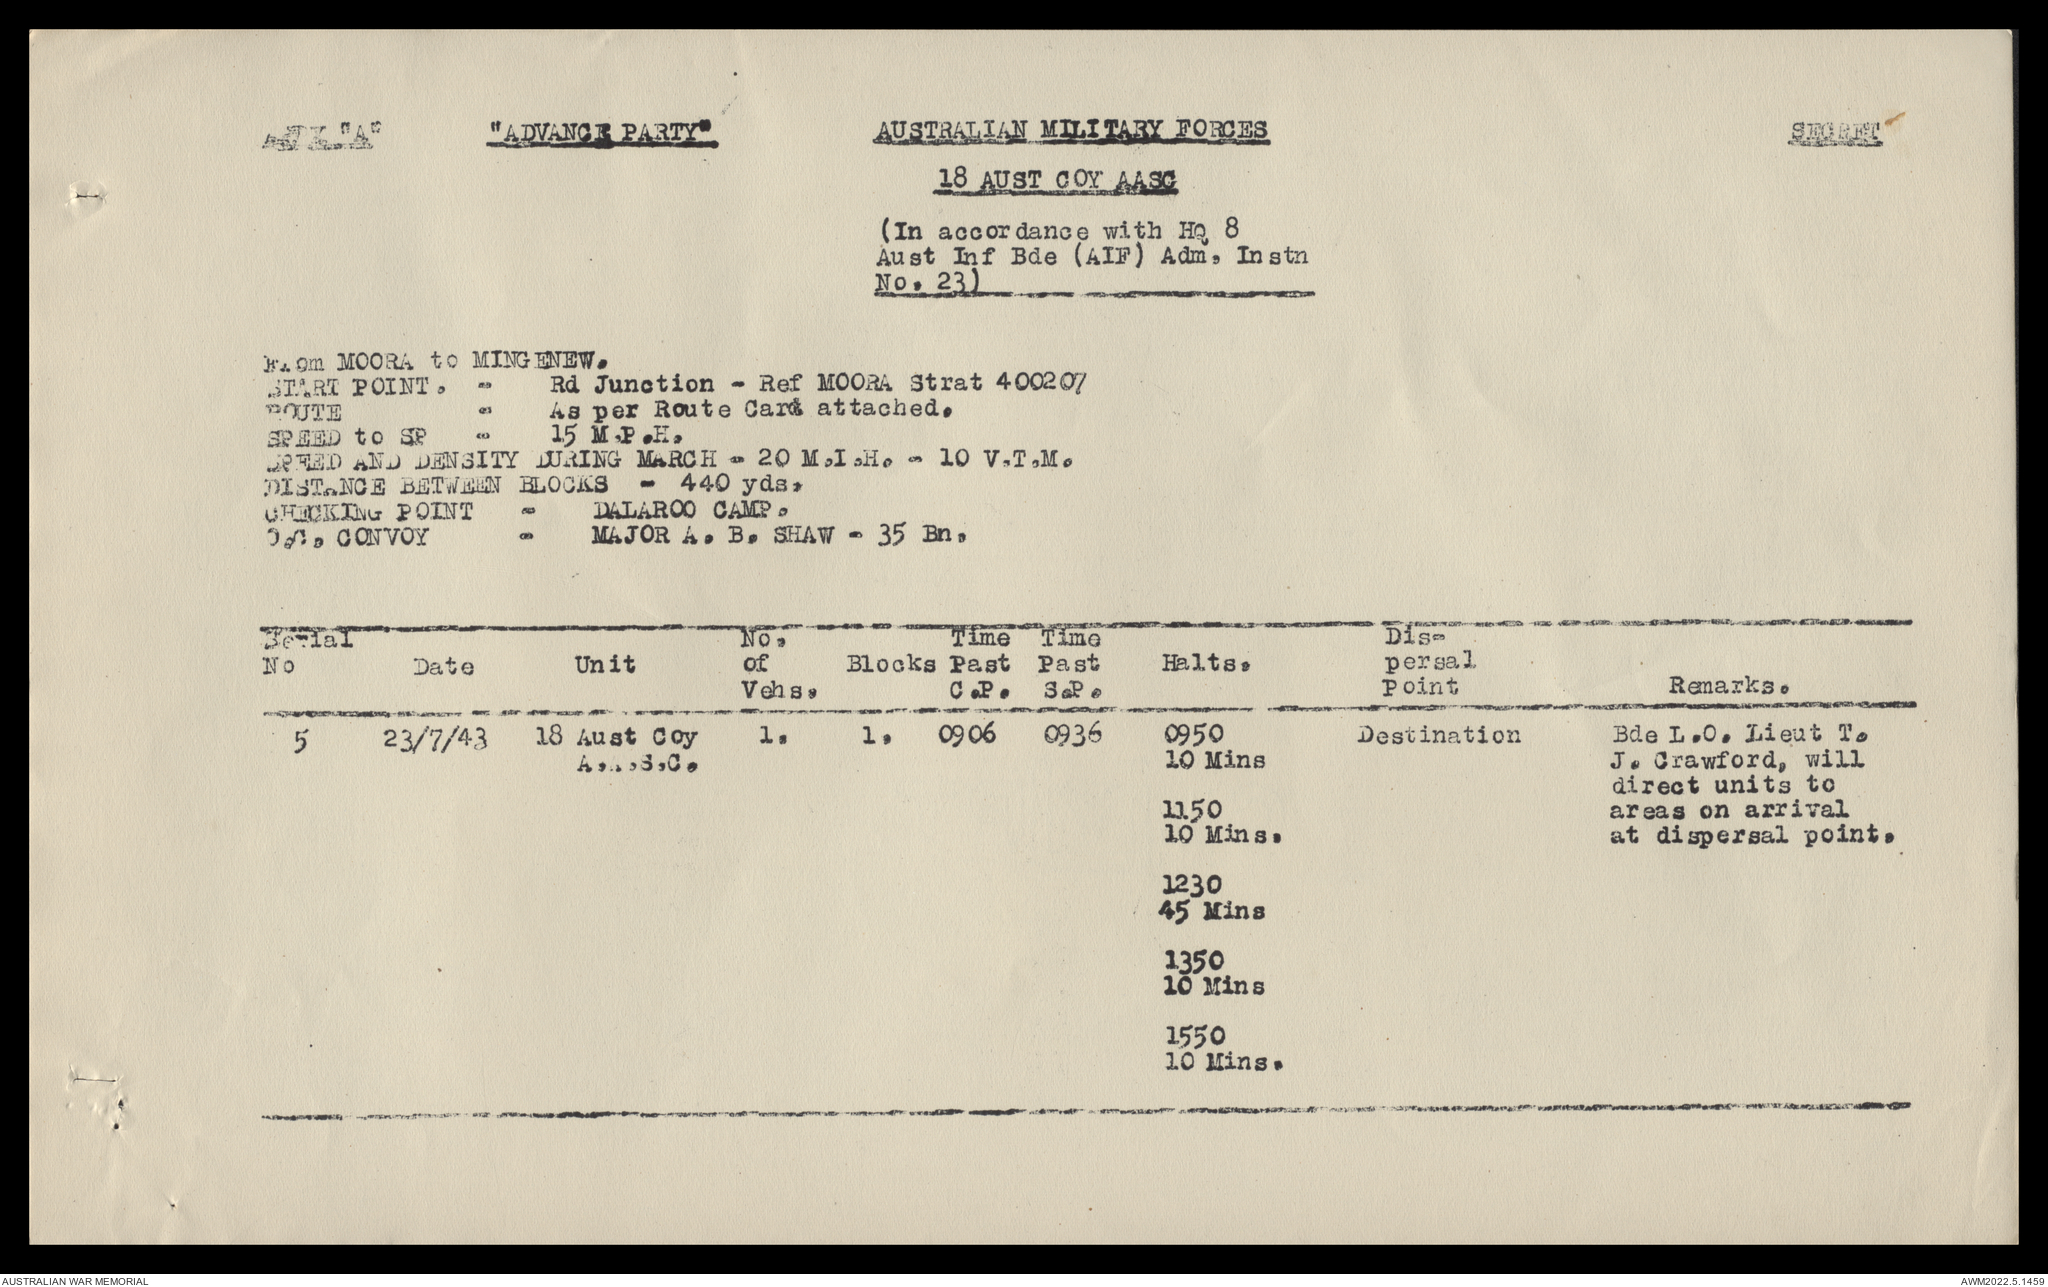 "A" "ADVANCE PARTY" AUSTRALIAN MILITARY FORCES SECRET
18 AUST COY AASC
(In accordance with HQ 8
Aust Inf Bde (AIF) Adm. Instn
No. 23)
From MOORA to MINGENEW.
START POINT. - Rd Junction - Ref MOORA Strat 400207
ROUTE - As per Route Card attached.
SPEED to SP - 15 M.P.H.
SPEED AND DENSITY DURING MARCH - 20 M.I.H. - 10 V.T.M.
DISTANCE BETWEEN BLOCKS - 440 yds.
CHECKING POINT - DALAROO CAMP.
O.C. CONVOY - MAJOR A. B. SHAW - 35 Bn.
Serial No. Time Time Dis-
No Date Unit of Blocks Past Past Halts. persal
Vehs. C.P. S.P. Point Remarks.
5 23/7/43 18 Aust Coy 1. 1. 0906 0936 0950 Destination Bde L.O. Lieut T.
A.A.S.C. 10 Mins J. Crawford, will
direct units to
1150 areas on arrival
10 Mins. at dispersal point.
1230
45 Mins
1350
10 Mins
1550
10 Mins.
AUSTRALIAN WAR MEMORIAL AWM2022.5.1459